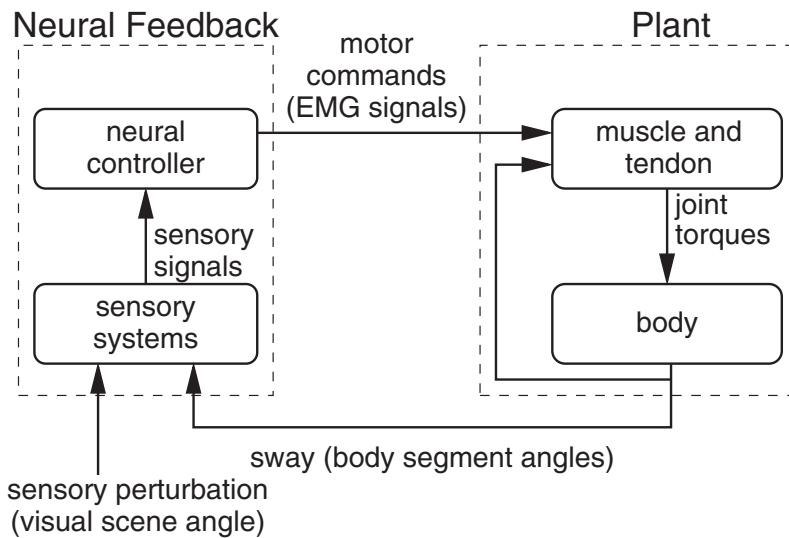 Neural Feedback
Plant
motor
commands
(EMG signals)
neural
controller
muscle and
tendon
sensory
signals
joint
torques
sensory
systems
body
sway (body segment angles)
sensory perturbation
(visual scene angle)